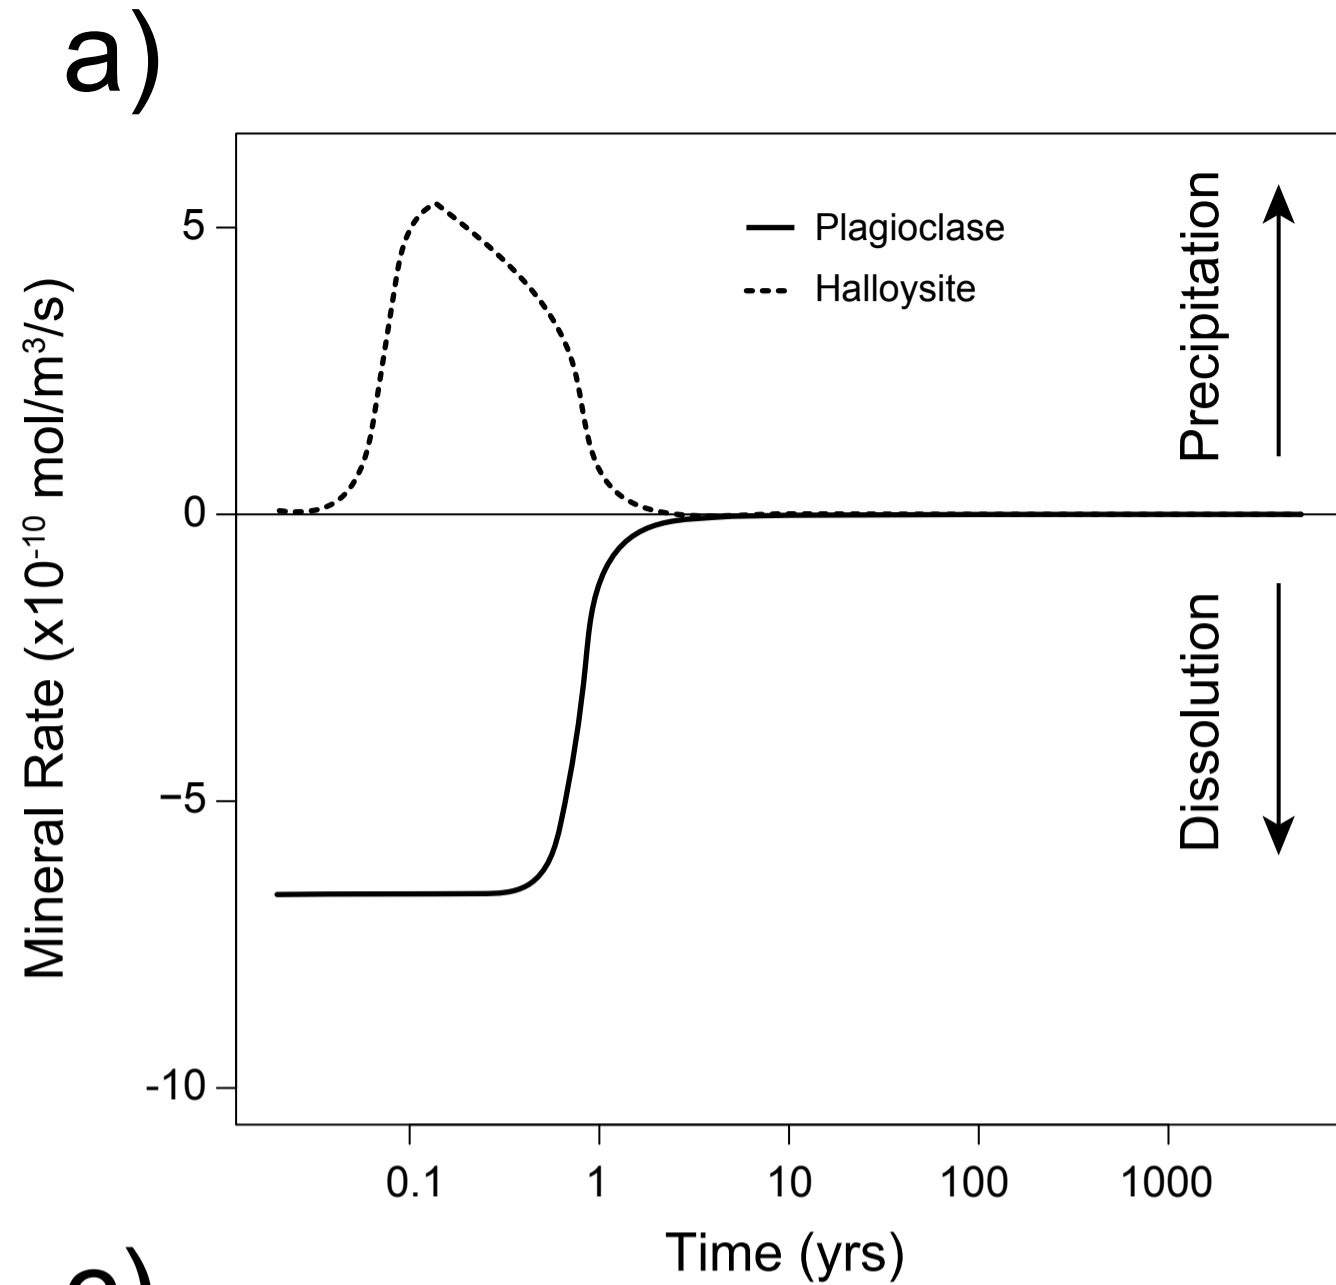 a)
Mineral Rate (x10⁻¹⁰ mol/m³/s)
5
0
−5
-10
Plagioclase
Halloysite
Precipitation
Dissolution
0.1 1 10 100 1000
Time (yrs)